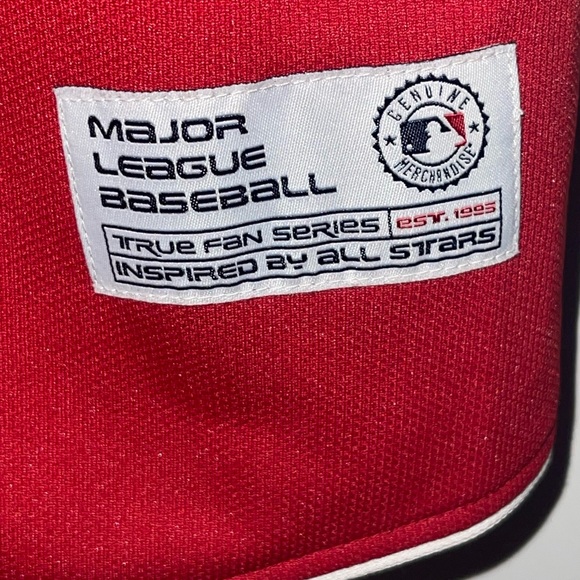 MAJOR
LEAGUE
BASEBALL
TRUE FAN SERIES EST. 1995
INSPIRED BY ALL STARS
GENUINE
MERCHANDISE